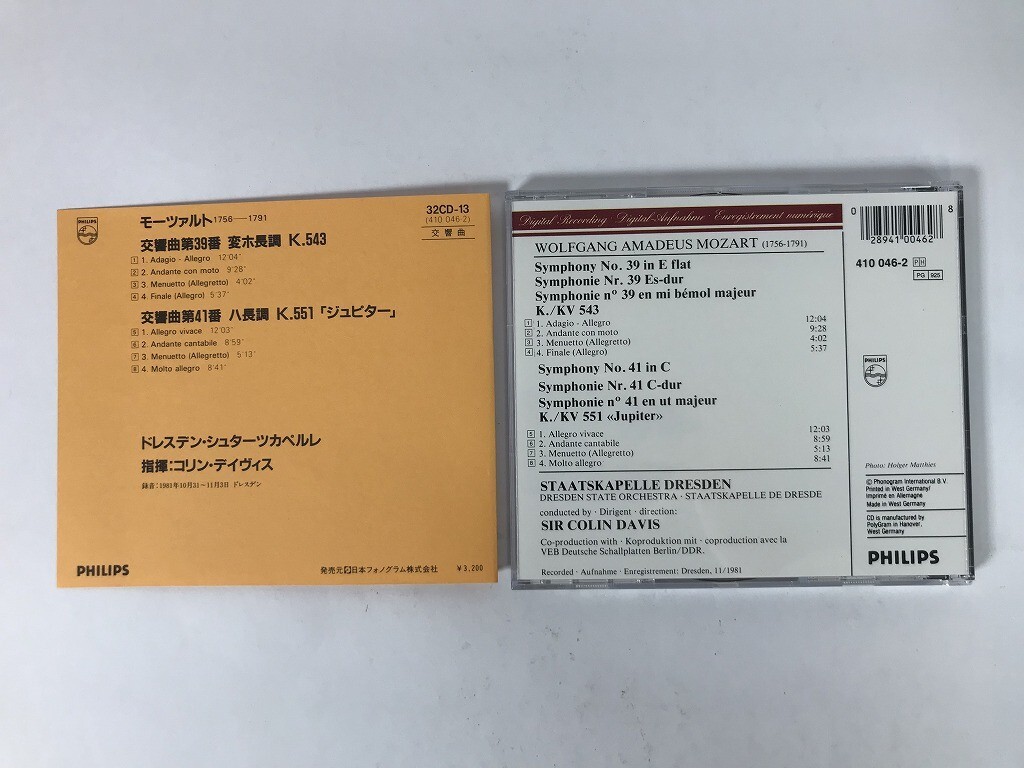 PHILIPS
モーツァルト 1756—1791
32CD-13
(410 046 2)
交響曲
交響曲第39番 変ホ長調 K.543
1 1. Adagio - Allegro 12'04"
2 2. Andante con moto 9'28"
3 3. Menuetto (Allegretto) 4'02"
4 4. Finale (Allegro) 5'37"
交響曲第41番 ハ長調 K.551「ジュピター」
5 1. Allegro vivace 12'03"
6 2. Andante cantabile 8'59"
7 3. Menuetto (Allegretto) 5'13"
8 4. Molto allegro 8'41"
ドレスデン・シュターツカペルレ
指揮:コリン・デイヴィス
録音:1981年10月31〜11月3日 ドレスデン
PHILIPS
発売元 日本フォノグラム株式会社
¥3,200
Digital Recording · Digital-Aufnahme · Enregistrement numérique
WOLFGANG AMADEUS MOZART (1756-1791)
Symphony No. 39 in E flat
Symphonie Nr. 39 Es-dur
Symphonie nº 39 en mi bémol majeur
K./KV 543
1 1. Adagio - Allegro 12:04
2 2. Andante con moto 9:28
3 3. Menuetto (Allegretto) 4:02
4 4. Finale (Allegro) 5:37
Symphony No. 41 in C
Symphonie Nr. 41 C-dur
Symphonie nº 41 en ut majeur
K./KV 551 «Jupiter»
5 1. Allegro vivace 12:03
6 2. Andante cantabile 8:59
7 3. Menuetto (Allegretto) 5:13
8 4. Molto allegro 8:41
STAATSKAPELLE DRESDEN
DRESDEN STATE ORCHESTRA · STAATSKAPELLE DE DRESDE
conducted by · Dirigent · direction:
SIR COLIN DAVIS
Co-production with · Koproduktion mit · coproduction avec la
VEB Deutsche Schallplatten Berlin/DDR.
Recorded · Aufnahme · Enregistrement: Dresden, 11/1981
0 28941 00462 8
410 046-2 PH
PG 925
PHILIPS
Photo: Holger Matthies
℗ Phonogram International B.V.
Printed in West Germany/
Imprimé en Allemagne
Made in West Germany
CD is manufactured by
PolyGram in Hanover,
West Germany
PHILIPS